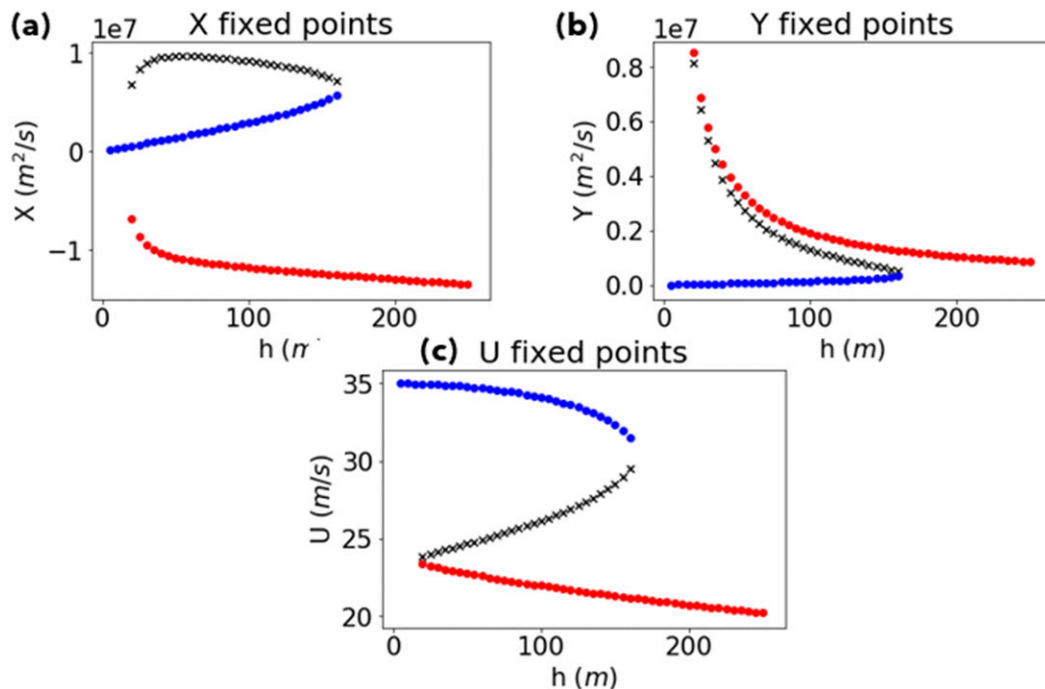 (a)
1e7
X fixed points
1
0
−1
X (m²/s)
0
100
200
h (m
(b)
1e7
Y fixed points
0.8
0.6
0.4
0.2
0.0
Y (m²/s)
0
100
200
h (m)
(c)
U fixed points
35
30
25
20
U (m/s)
0
100
200
h (m)